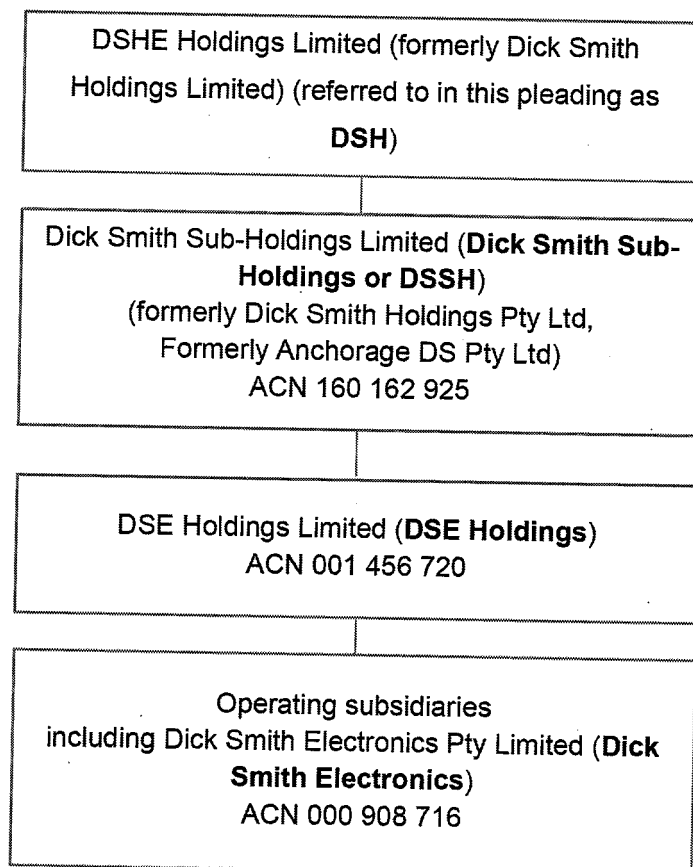 DSHE Holdings Limited (formerly Dick Smith
Holdings Limited) (referred to in this pleading as
DSH)
Dick Smith Sub-Holdings Limited (Dick Smith Sub-
Holdings or DSSH)
(formerly Dick Smith Holdings Pty Ltd,
Formerly Anchorage DS Pty Ltd)
ACN 160 162 925
DSE Holdings Limited (DSE Holdings)
ACN 001 456 720
Operating subsidiaries
including Dick Smith Electronics Pty Limited (Dick
Smith Electronics)
ACN 000 908 716